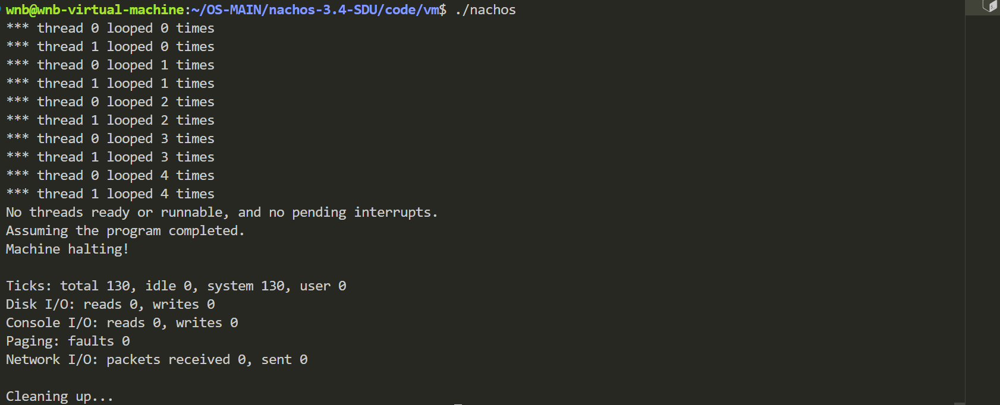 wnb@wnb-virtual-machine:~/OS-MAIN/nachos-3.4-SDU/code/vm$ ./nachos
*** thread 0 looped 0 times
*** thread 1 looped 0 times
*** thread 0 looped 1 times
*** thread 1 looped 1 times
*** thread 0 looped 2 times
*** thread 1 looped 2 times
*** thread 0 looped 3 times
*** thread 1 looped 3 times
*** thread 0 looped 4 times
*** thread 1 looped 4 times
No threads ready or runnable, and no pending interrupts.
Assuming the program completed.
Machine halting!

Ticks: total 130, idle 0, system 130, user 0
Disk I/O: reads 0, writes 0
Console I/O: reads 0, writes 0
Paging: faults 0
Network I/O: packets received 0, sent 0

Cleaning up...